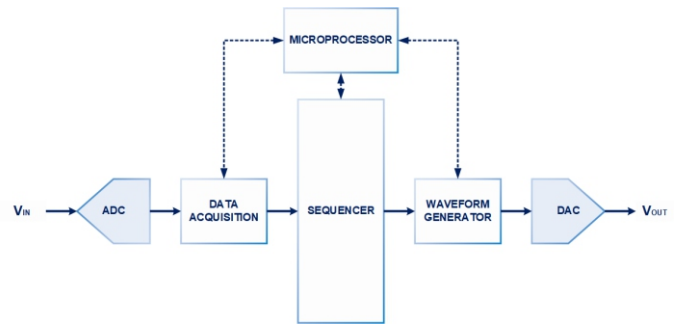 MICROPROCESSOR
VIN
ADC
DATA
ACQUISITION
SEQUENCER
WAVEFORM
GENERATOR
DAC
VOUT